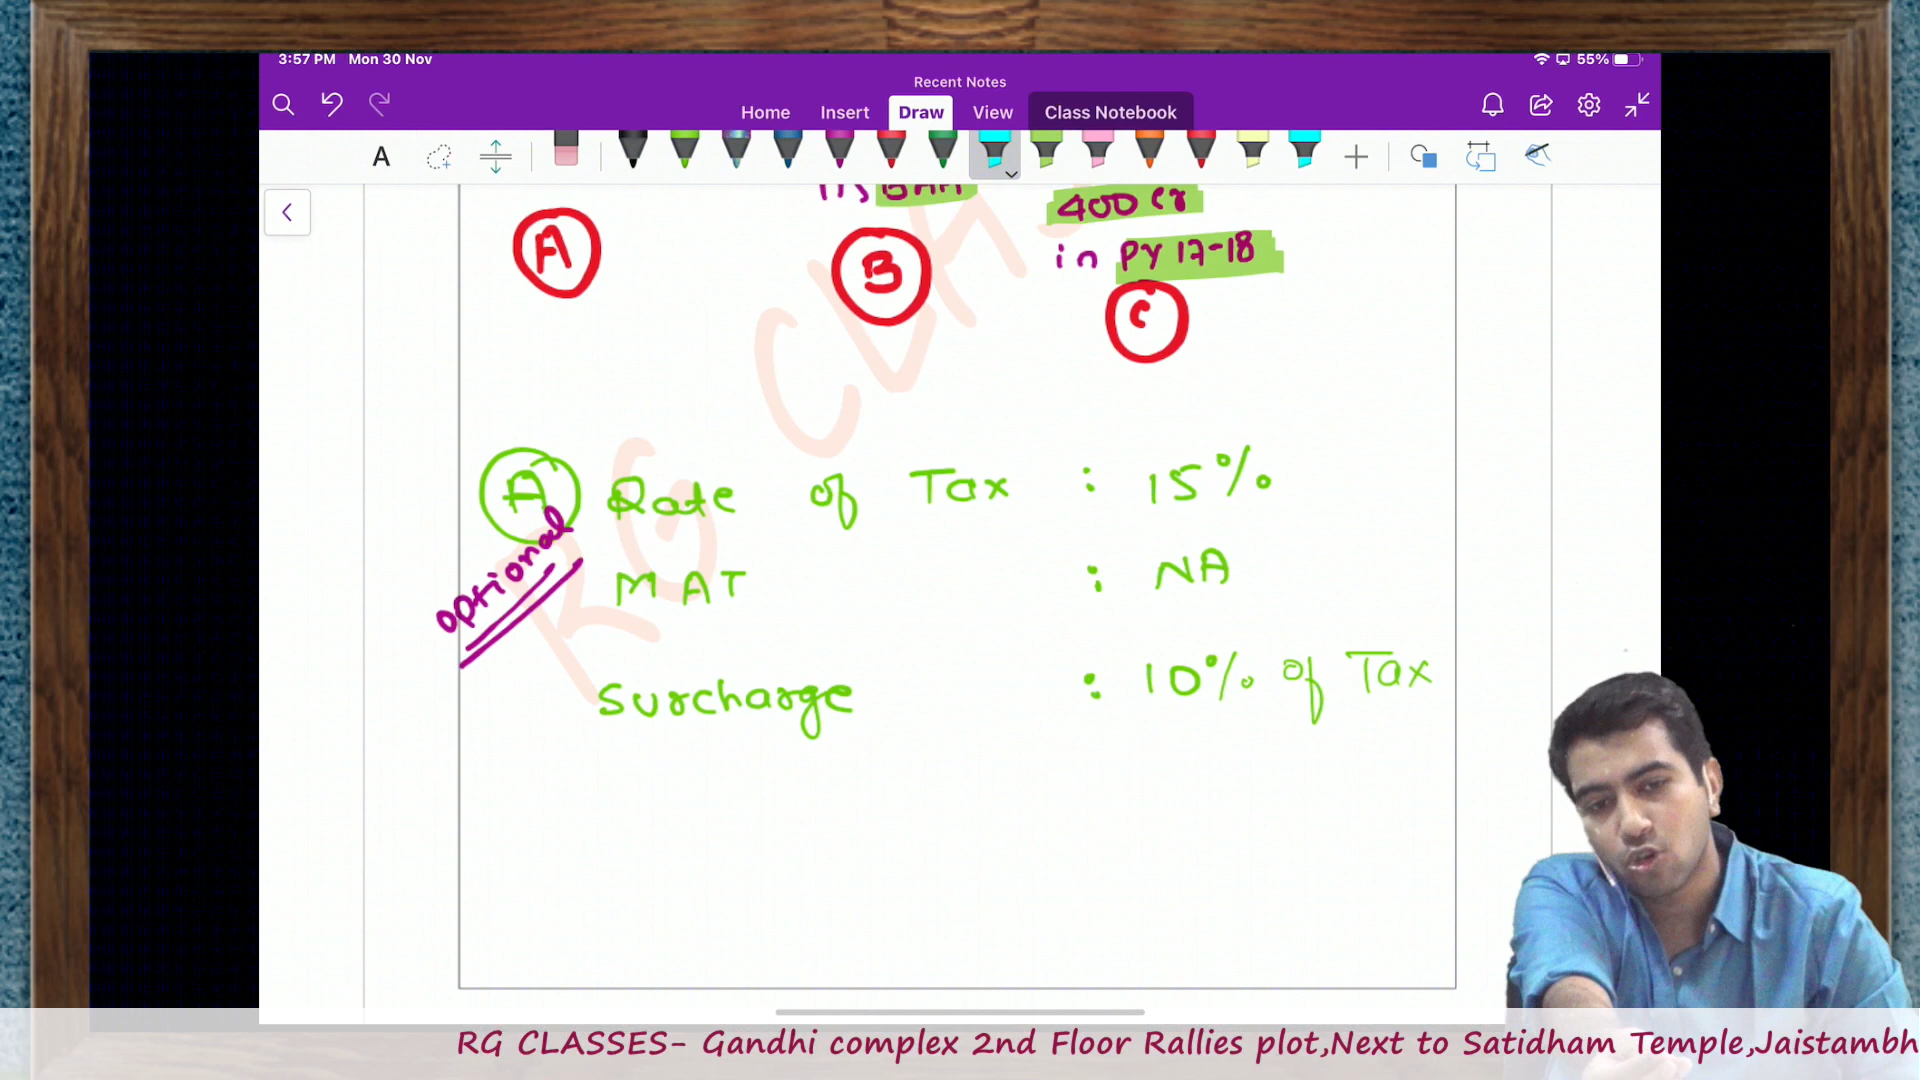 3:57 PM Mon 30 Nov
55%
Recent Notes
Home Insert Draw View Class Notebook
A
400 Cr
in PY 17-18
A
B
C
RG CLA
A Rate of Tax : 15%
optional
MAT : NA
Surcharge : 10% of Tax
RG CLASSES- Gandhi complex 2nd Floor Rallies plot,Next to Satidham Temple,Jaistambh